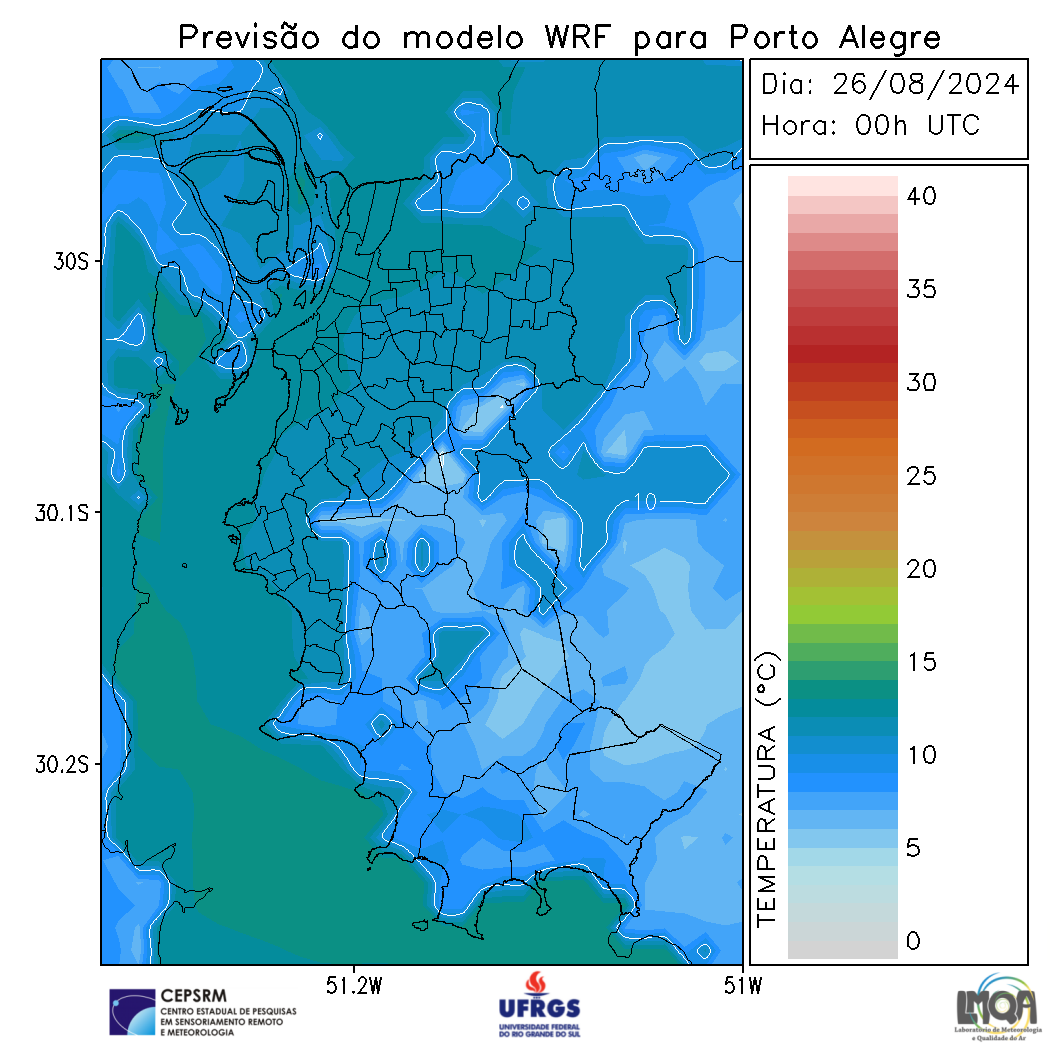 Previsão do modelo WRF para Porto Alegre
Dia: 26/08/2024
Hora: 00h UTC
40
35
30
25
20
15
10
5
0
TEMPERATURA (°C)
30S
30.1S
30.2S
10
51.2W
51W
CEPSRM
CENTRO ESTADUAL DE PESQUISAS
EM SENSORIAMENTO REMOTO
E METEOROLOGIA
UFRGS
UNIVERSIDADE FEDERAL
DO RIO GRANDE DO SUL
LMQA
Laboratório de Meteorologia
e Qualidade do Ar